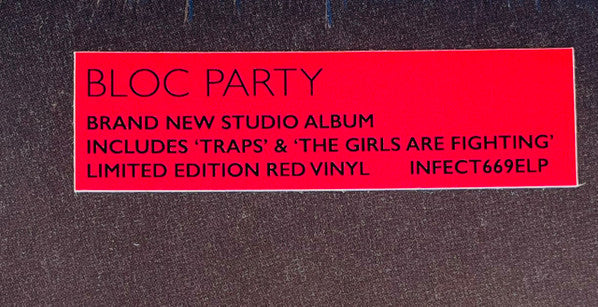 BLOC PARTY
BRAND NEW STUDIO ALBUM
INCLUDES ‘TRAPS’ & ‘THE GIRLS ARE FIGHTING’
LIMITED EDITION RED VINYL INFECT669ELP